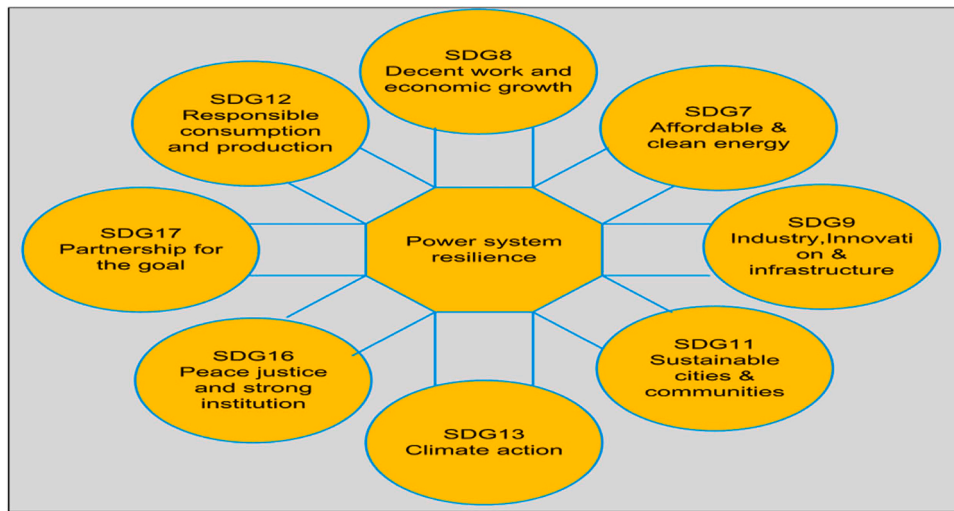 SDG8
Decent work and
economic growth
SDG12
Responsible
consumption
and production
SDG7
Affordable &
clean energy
SDG17
Partnership for
the goal
Power system
resilience
SDG9
Industry,Innovati
on &
infrastructure
SDG16
Peace justice
and strong
institution
SDG11
Sustainable
cities &
communities
SDG13
Climate action